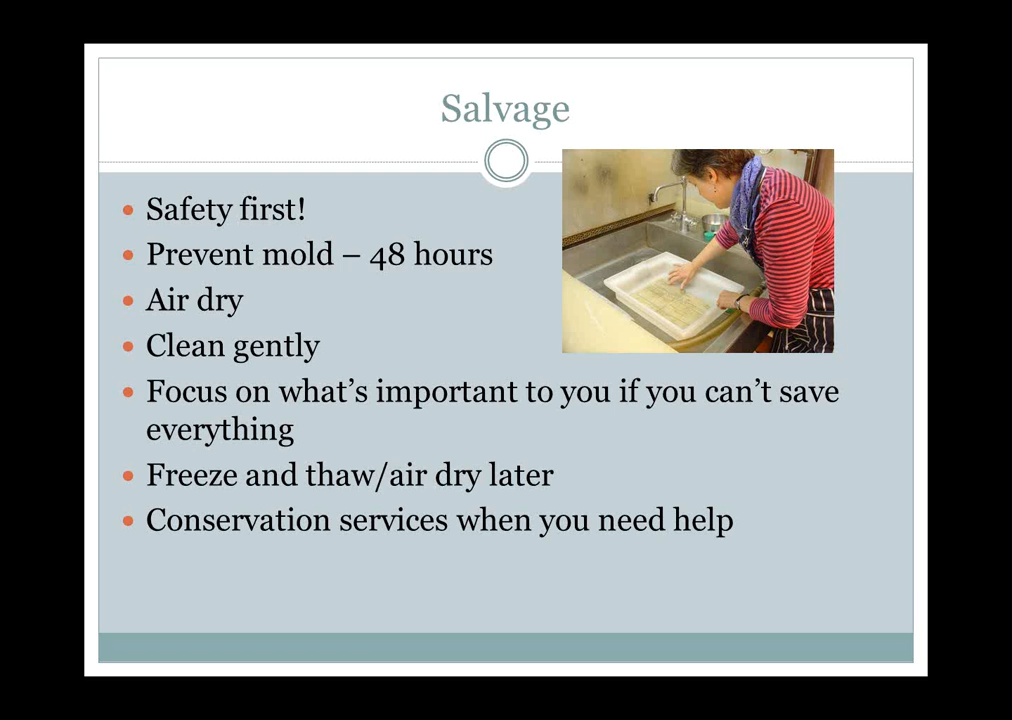 Salvage
Safety first!
Prevent mold – 48 hours
Air dry
Clean gently
Focus on what’s important to you if you can’t save
everything
Freeze and thaw/air dry later
Conservation services when you need help